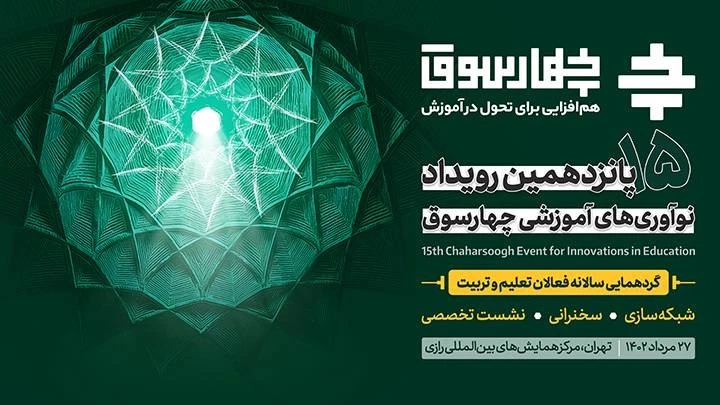 چهارسوق
هم‌افزایی برای تحول در آموزش
۱۵
پانزدهمین رویداد
نوآوری‌های آموزشی چهارسوق
15th Chaharsoogh Event for Innovations in Education
گردهمایی سالانه فعالان تعلیم و تربیت
شبکه‌سازی • سخنرانی • نشست تخصصی
۲۷ مرداد ۱۴۰۲ | تهران، مرکز همایش‌های بین‌المللی رازی